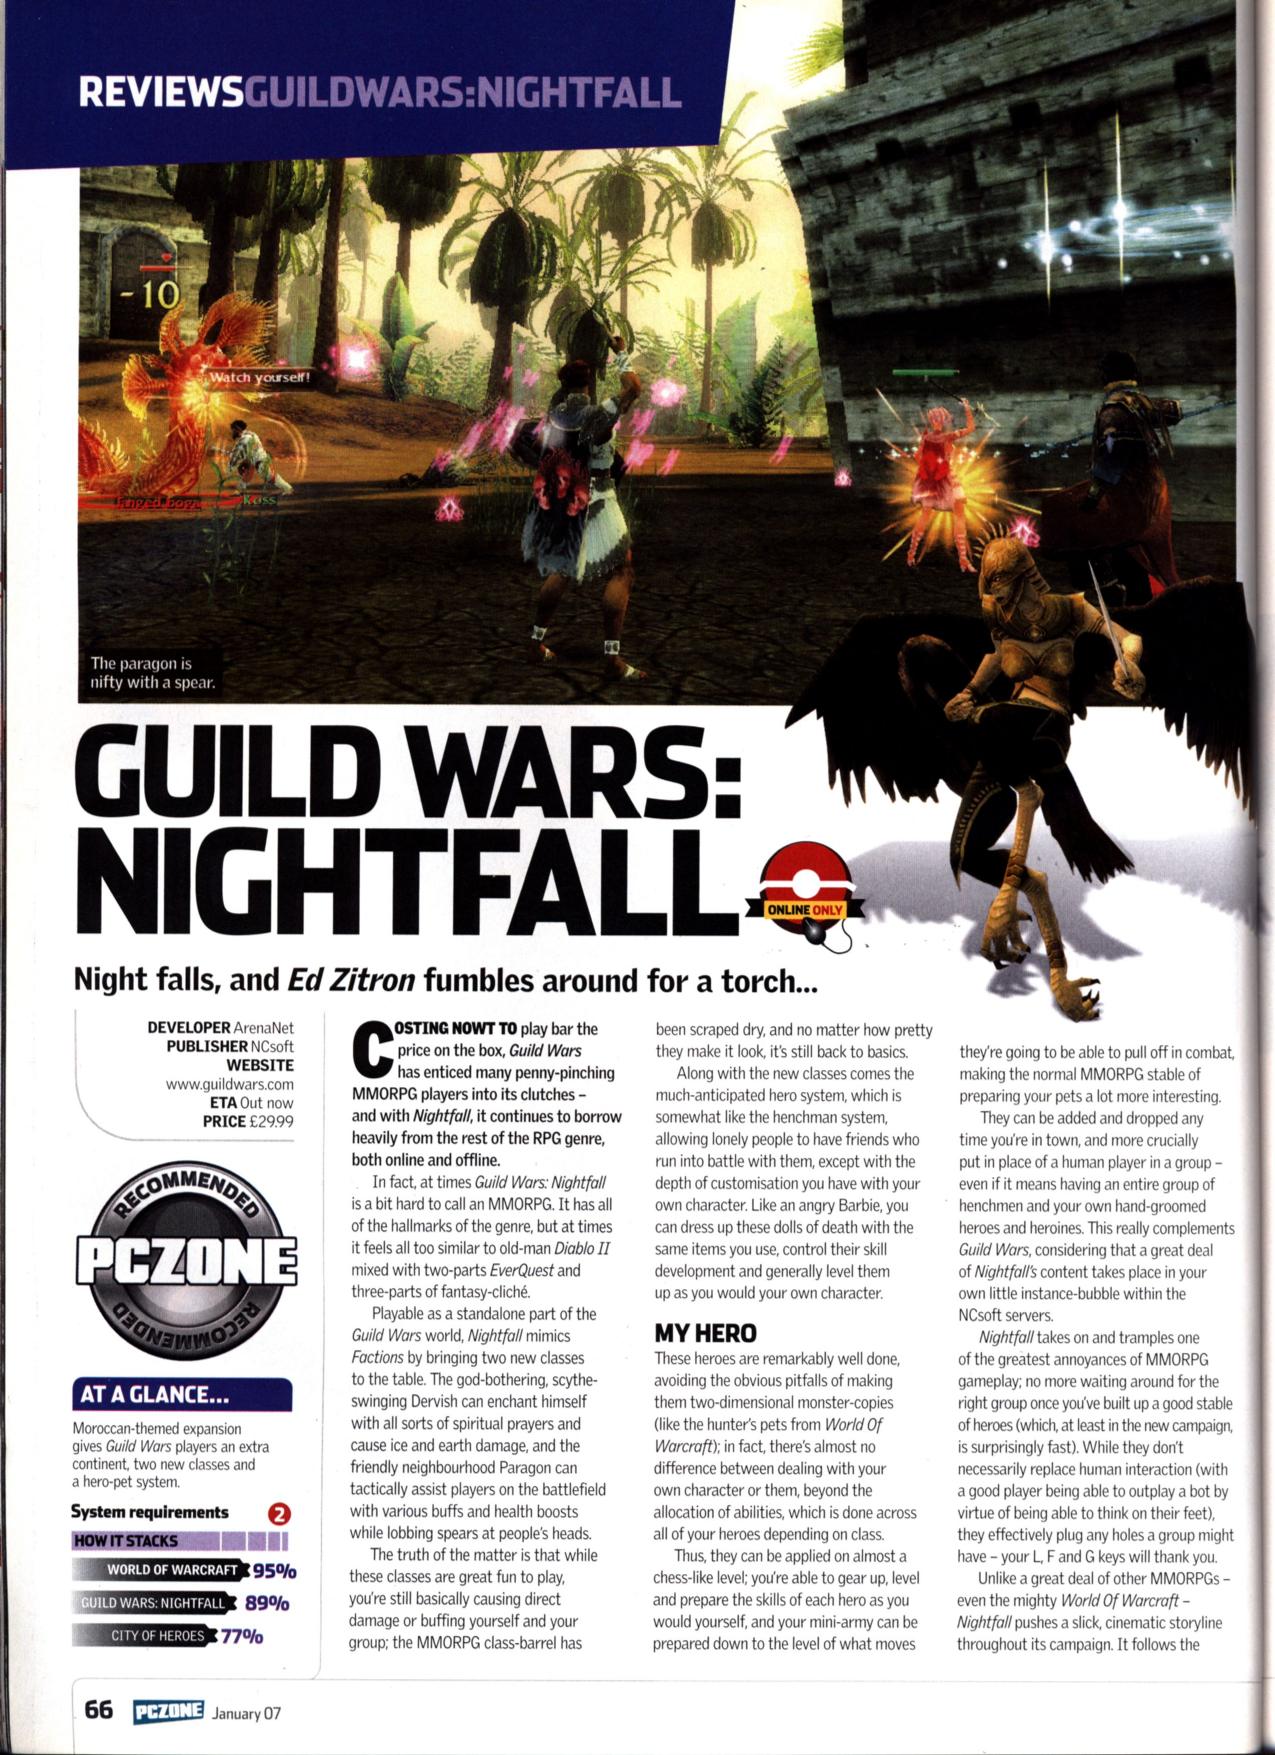 REVIEWSGUILDWARS:NIGHTFALL
-10
Watch yourself!
Kuss
The paragon is
nifty with a spear.
GUILD WARS:
NIGHTFALL
ONLINE ONLY
Night falls, and Ed Zitron fumbles around for a torch...
DEVELOPER ArenaNet
PUBLISHER NCsoft
WEBSITE
www.guildwars.com
ETA Out now
PRICE £29.99
RECOMMENDED
PCZONE
RECOMMENDED
AT A GLANCE...
Moroccan-themed expansion
gives Guild Wars players an extra
continent, two new classes and
a hero-pet system.
System requirements 2
HOW IT STACKS
WORLD OF WARCRAFT 95%
GUILD WARS: NIGHTFALL 89%
CITY OF HEROES 77%
COSTING NOWT TO play bar the
price on the box, Guild Wars
has enticed many penny-pinching
MMORPG players into its clutches –
and with Nightfall, it continues to borrow
heavily from the rest of the RPG genre,
both online and offline.
In fact, at times Guild Wars: Nightfall
is a bit hard to call an MMORPG. It has all
of the hallmarks of the genre, but at times
it feels all too similar to old-man Diablo II
mixed with two-parts EverQuest and
three-parts of fantasy-cliché.
Playable as a standalone part of the
Guild Wars world, Nightfall mimics
Factions by bringing two new classes
to the table. The god-bothering, scythe-
swinging Dervish can enchant himself
with all sorts of spiritual prayers and
cause ice and earth damage, and the
friendly neighbourhood Paragon can
tactically assist players on the battlefield
with various buffs and health boosts
while lobbing spears at people's heads.
The truth of the matter is that while
these classes are great fun to play,
you're still basically causing direct
damage or buffing yourself and your
group; the MMORPG class-barrel has
been scraped dry, and no matter how pretty
they make it look, it's still back to basics.
Along with the new classes comes the
much-anticipated hero system, which is
somewhat like the henchman system,
allowing lonely people to have friends who
run into battle with them, except with the
depth of customisation you have with your
own character. Like an angry Barbie, you
can dress up these dolls of death with the
same items you use, control their skill
development and generally level them
up as you would your own character.
MY HERO
These heroes are remarkably well done,
avoiding the obvious pitfalls of making
them two-dimensional monster-copies
(like the hunter's pets from World Of
Warcraft); in fact, there's almost no
difference between dealing with your
own character or them, beyond the
allocation of abilities, which is done across
all of your heroes depending on class.
Thus, they can be applied on almost a
chess-like level; you're able to gear up, level
and prepare the skills of each hero as you
would yourself, and your mini-army can be
prepared down to the level of what moves
they're going to be able to pull off in combat,
making the normal MMORPG stable of
preparing your pets a lot more interesting.
They can be added and dropped any
time you're in town, and more crucially
put in place of a human player in a group –
even if it means having an entire group of
henchmen and your own hand-groomed
heroes and heroines. This really complements
Guild Wars, considering that a great deal
of Nightfall's content takes place in your
own little instance-bubble within the
NCsoft servers.
Nightfall takes on and tramples one
of the greatest annoyances of MMORPG
gameplay; no more waiting around for the
right group once you've built up a good stable
of heroes (which, at least in the new campaign,
is surprisingly fast). While they don't
necessarily replace human interaction (with
a good player being able to outplay a bot by
virtue of being able to think on their feet),
they effectively plug any holes a group might
have – your L, F and G keys will thank you.
Unlike a great deal of other MMORPGs –
even the mighty World Of Warcraft –
Nightfall pushes a slick, cinematic storyline
throughout its campaign. It follows the
66 PCZONE January 07